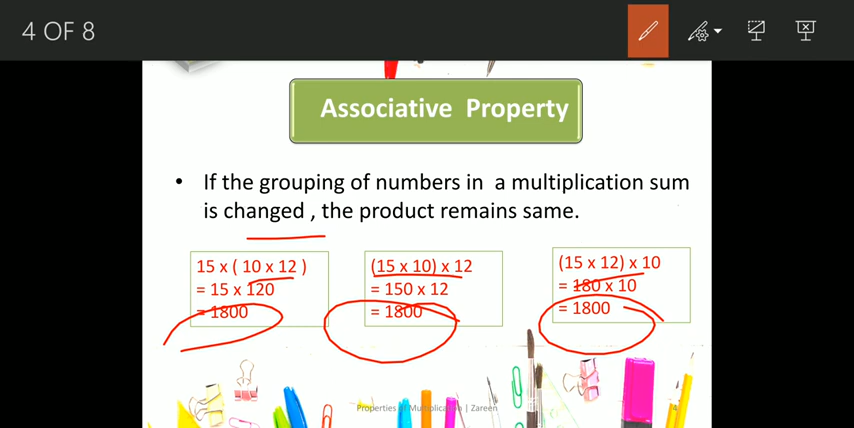 4 OF 8
Associative Property
• If the grouping of numbers in a multiplication sum
is changed , the product remains same.
15 x ( 10 x 12 )
= 15 x 120
= 1800
(15 x 10) x 12
= 150 x 12
= 1800
(15 x 12) x 10
= 180 x 10
= 1800
Properties of Multiplication | Zareen
4